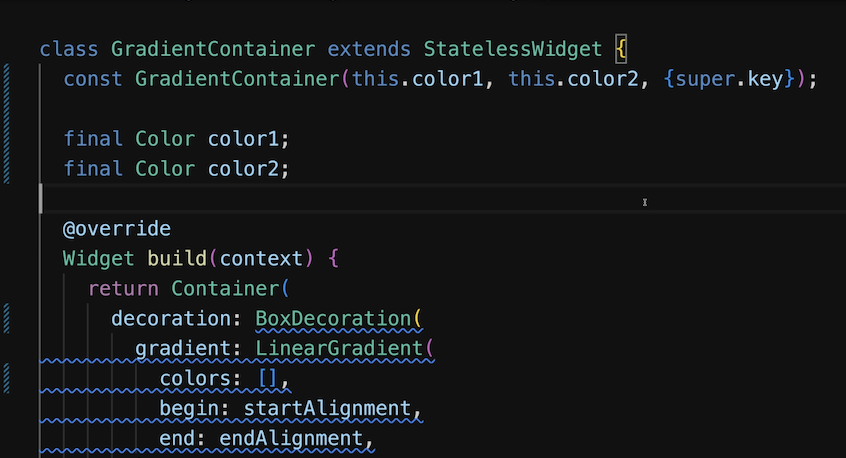 class GradientContainer extends StatelessWidget {
const GradientContainer(this.color1, this.color2, {super.key});
final Color color1;
final Color color2;
@override
Widget build(context) {
return Container(
decoration: BoxDecoration(
gradient: LinearGradient(
colors: [],
begin: startAlignment,
end: endAlignment,